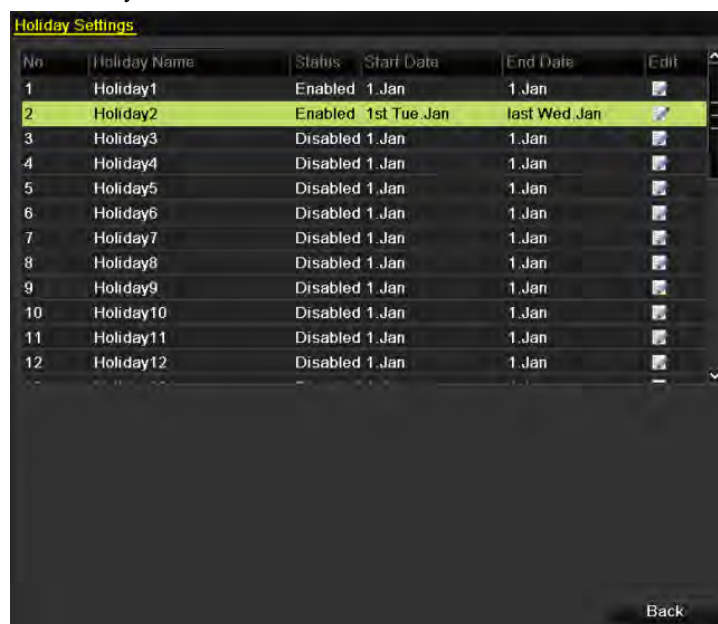 Holiday Settings
No Holiday Name Status Start Date End Date Edit
1 Holiday1 Enabled 1.Jan 1.Jan
2 Holiday2 Enabled 1st Tue.Jan last Wed.Jan
3 Holiday3 Disabled 1.Jan 1.Jan
4 Holiday4 Disabled 1.Jan 1.Jan
5 Holiday5 Disabled 1.Jan 1.Jan
6 Holiday6 Disabled 1.Jan 1.Jan
7 Holiday7 Disabled 1.Jan 1.Jan
8 Holiday8 Disabled 1.Jan 1.Jan
9 Holiday9 Disabled 1.Jan 1.Jan
10 Holiday10 Disabled 1.Jan 1.Jan
11 Holiday11 Disabled 1.Jan 1.Jan
12 Holiday12 Disabled 1.Jan 1.Jan
Back